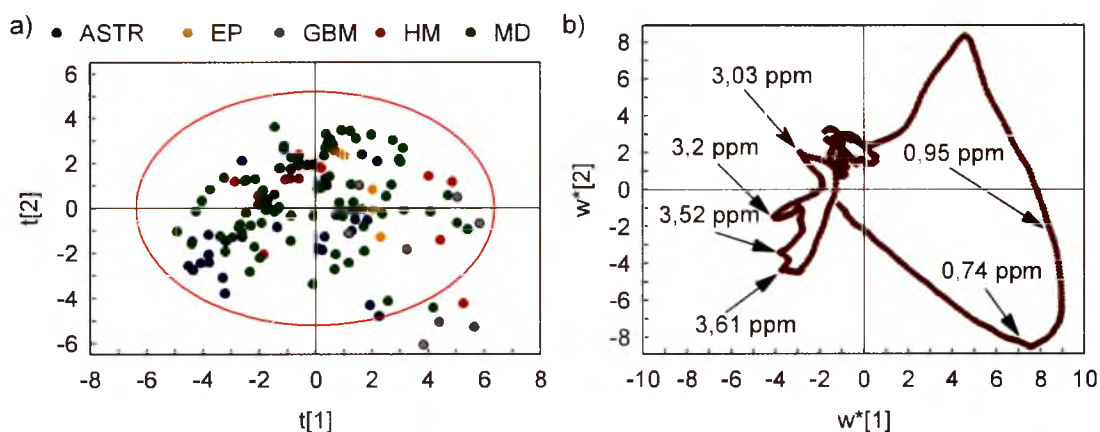 a) ASTR EP GBM HM MD
6
4
2
0
-2
-4
-6
t[2]
-8 -6 -4 -2 0 2 4 6 8
t[1]
b)
8
6
4
2
0
-2
-4
-6
-8
w*[2]
3,03 ppm
3,2 ppm
3,52 ppm
3,61 ppm
0,95 ppm
0,74 ppm
-10 -8 -6 -4 -2 0 2 4 6 8 10
w*[1]